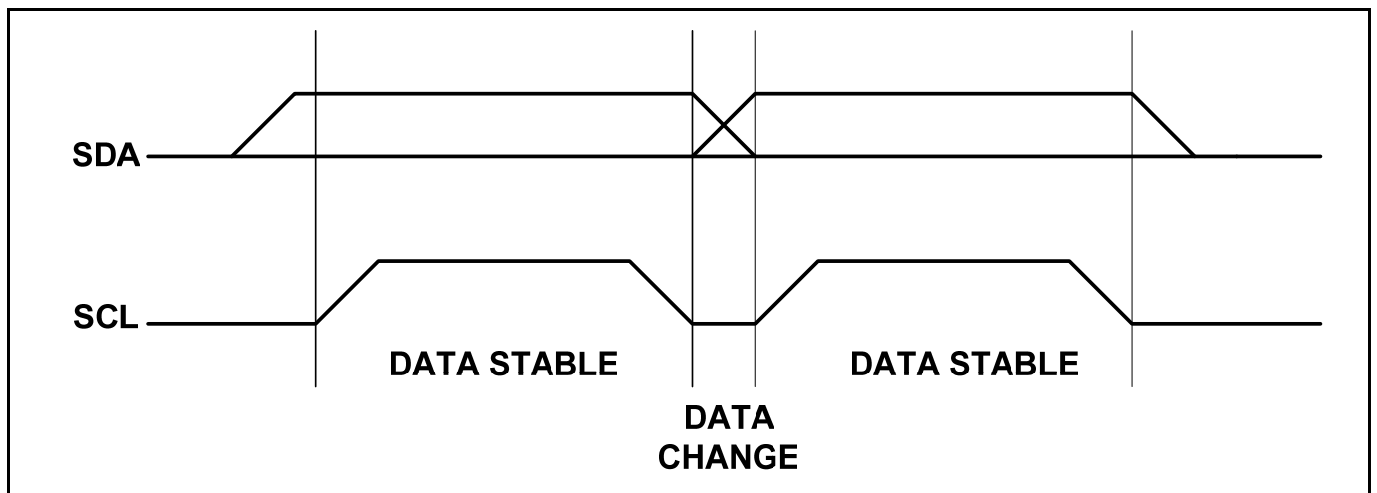 SDA
SCL
DATA STABLE
DATA STABLE
DATA
CHANGE